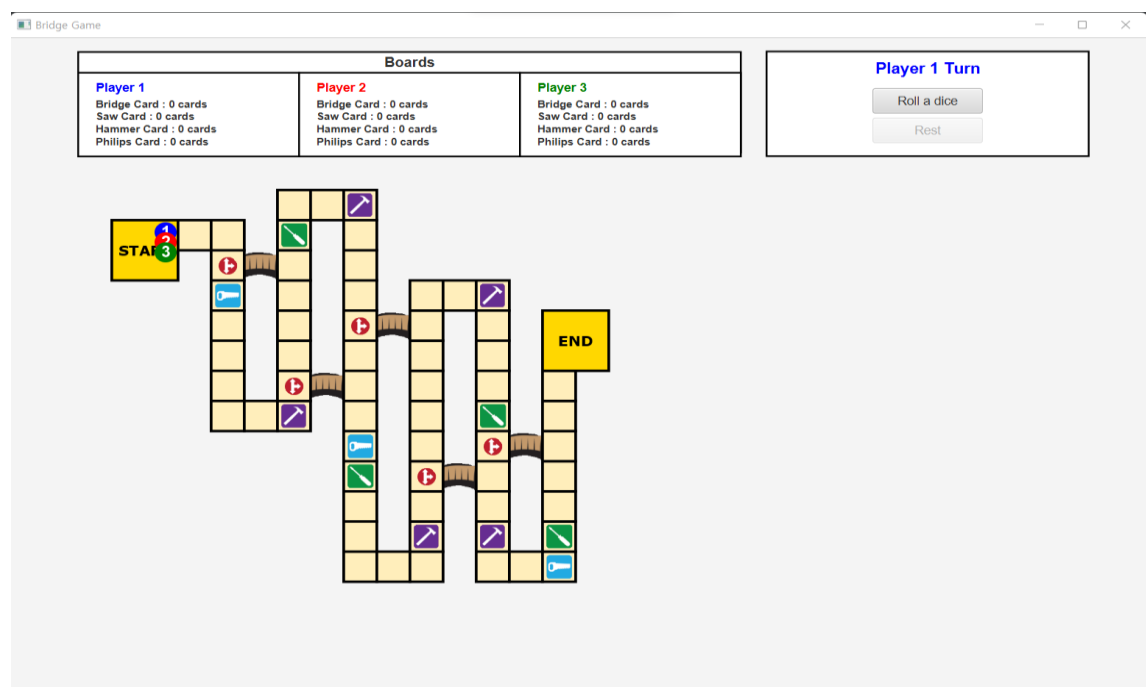 Bridge Game
Boards
Player 1
Bridge Card : 0 cards
Saw Card : 0 cards
Hammer Card : 0 cards
Philips Card : 0 cards
Player 2
Bridge Card : 0 cards
Saw Card : 0 cards
Hammer Card : 0 cards
Philips Card : 0 cards
Player 3
Bridge Card : 0 cards
Saw Card : 0 cards
Hammer Card : 0 cards
Philips Card : 0 cards
Player 1 Turn
Roll a dice
Rest
1
2
3
END